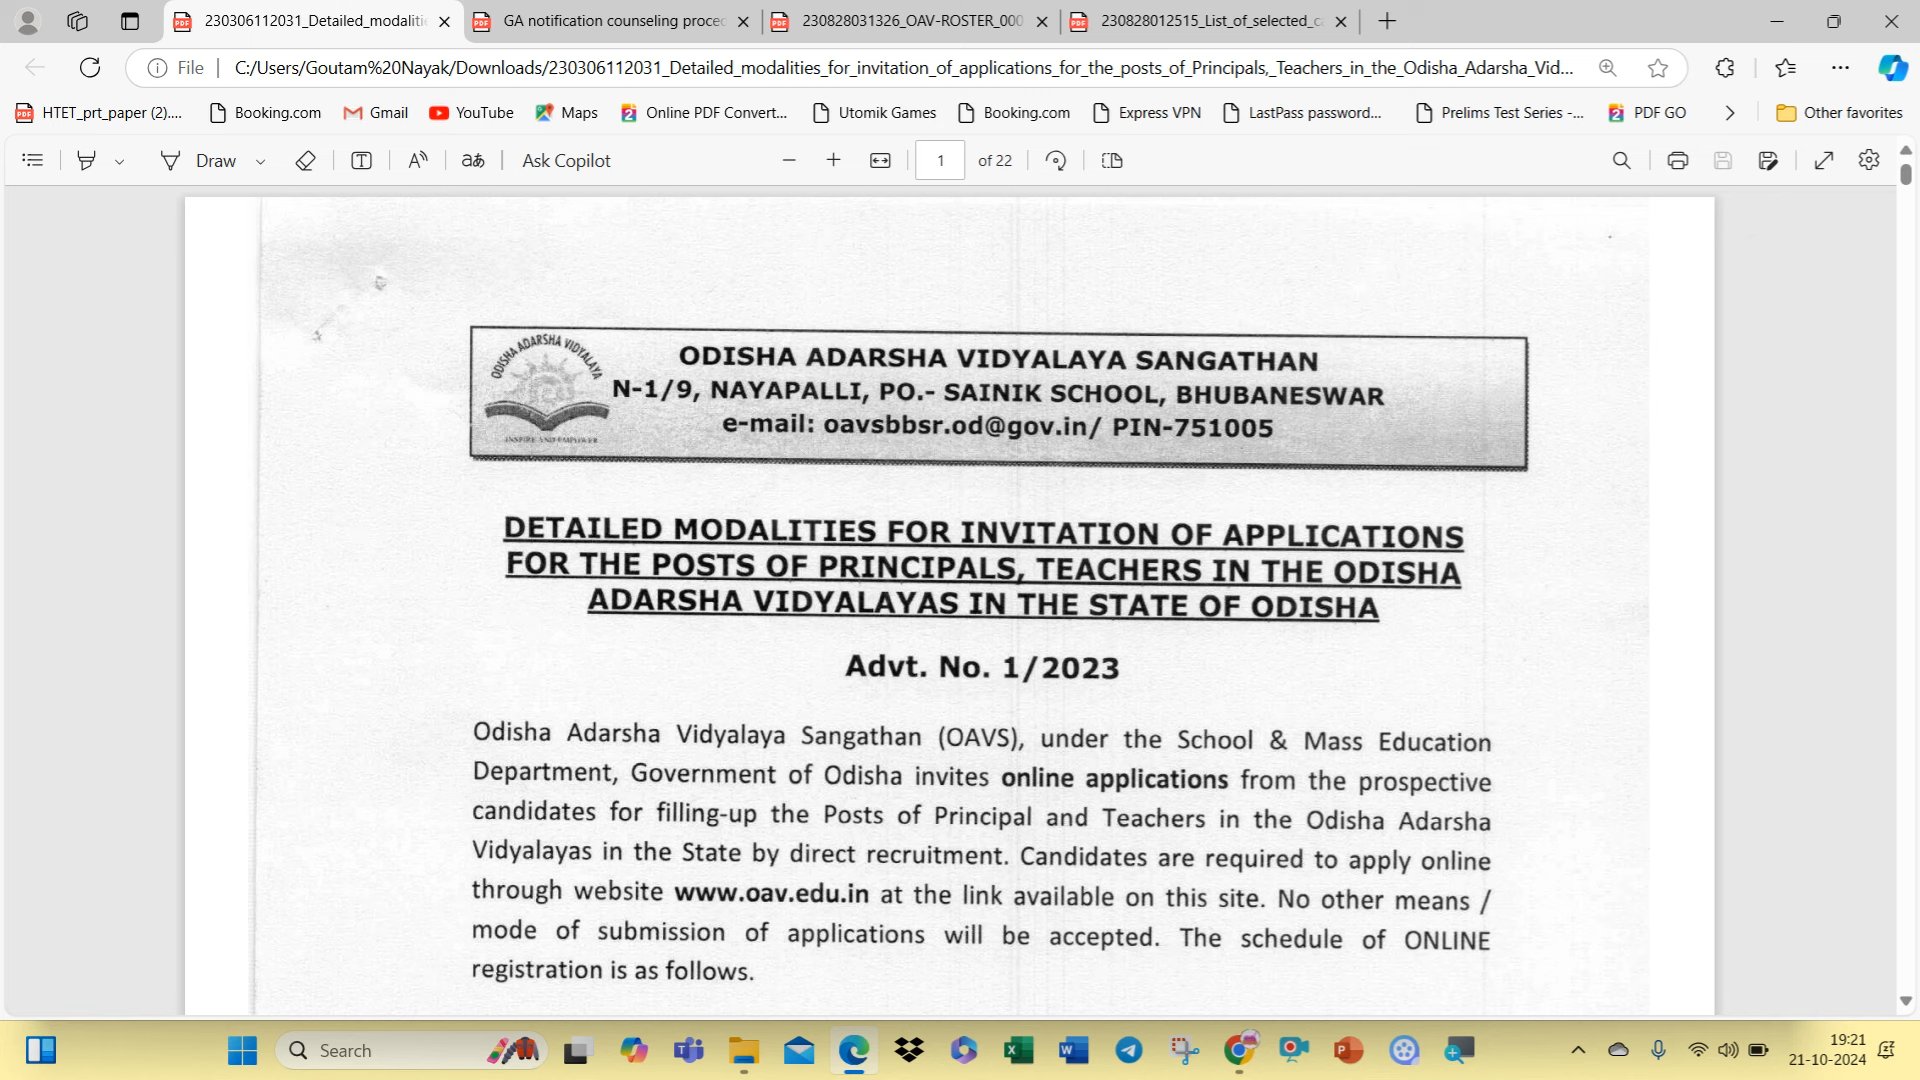 230306112031_Detailed_modaliti
GA notification counseling proced
230828031326_OAV-ROSTER_000
230828012515_List_of_selected_c
File
C:/Users/Goutam%20Nayak/Downloads/230306112031_Detailed_modalities_for_invitation_of_applications_for_the_posts_of_Principals,_Teachers_in_the_Odisha_Adarsha_Vid...
HTET_prt_paper (2)....
Booking.com
Gmail
YouTube
Maps
Online PDF Convert...
Utomik Games
Booking.com
Express VPN
LastPass password...
Prelims Test Series -...
PDF GO
Other favorites
Draw
Ask Copilot
1
of 22
ODISHA ADARSHA VIDYALAYA
INSPIRE AND EMPOWER
ODISHA ADARSHA VIDYALAYA SANGATHAN
N-1/9, NAYAPALLI, PO.- SAINIK SCHOOL, BHUBANESWAR
e-mail: oavsbbsr.od@gov.in/ PIN-751005
DETAILED MODALITIES FOR INVITATION OF APPLICATIONS
FOR THE POSTS OF PRINCIPALS, TEACHERS IN THE ODISHA
ADARSHA VIDYALAYAS IN THE STATE OF ODISHA
Advt. No. 1/2023
Odisha Adarsha Vidyalaya Sangathan (OAVS), under the School & Mass Education
Department, Government of Odisha invites online applications from the prospective
candidates for filling-up the Posts of Principal and Teachers in the Odisha Adarsha
Vidyalayas in the State by direct recruitment. Candidates are required to apply online
through website www.oav.edu.in at the link available on this site. No other means /
mode of submission of applications will be accepted. The schedule of ONLINE
registration is as follows.
Search
19:21
21-10-2024